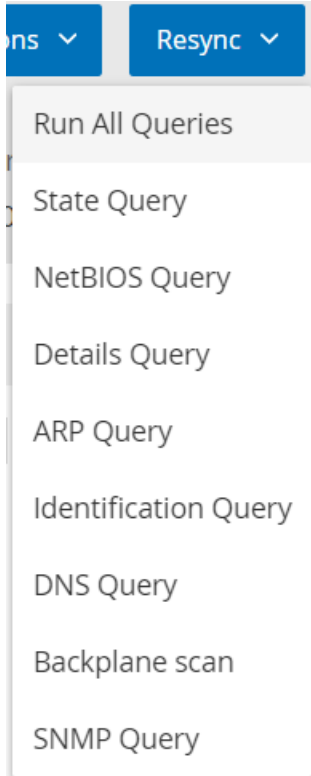 ns
Resync
Run All Queries
State Query
NetBIOS Query
Details Query
ARP Query
Identification Query
DNS Query
Backplane scan
SNMP Query